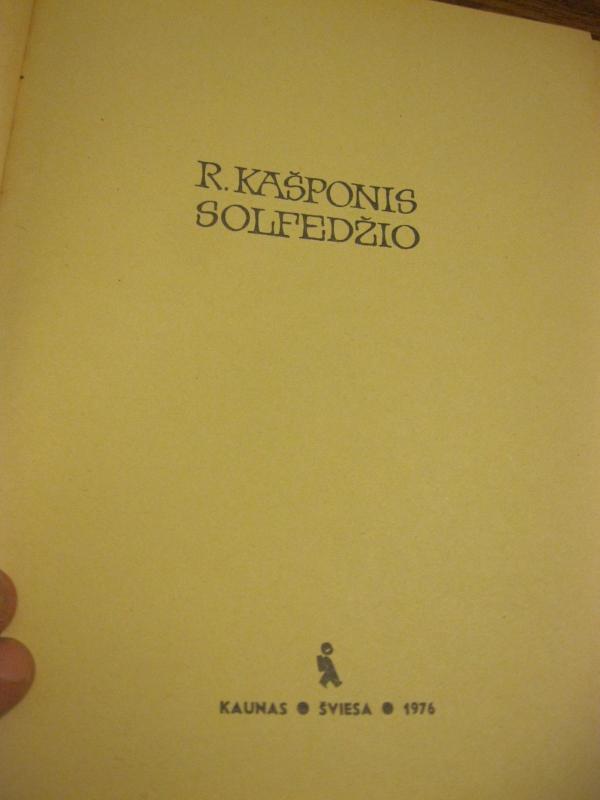 R. KAŠPONIS
SOLFEDŽIO
KAUNAS ● ŠVIESA ● 1976